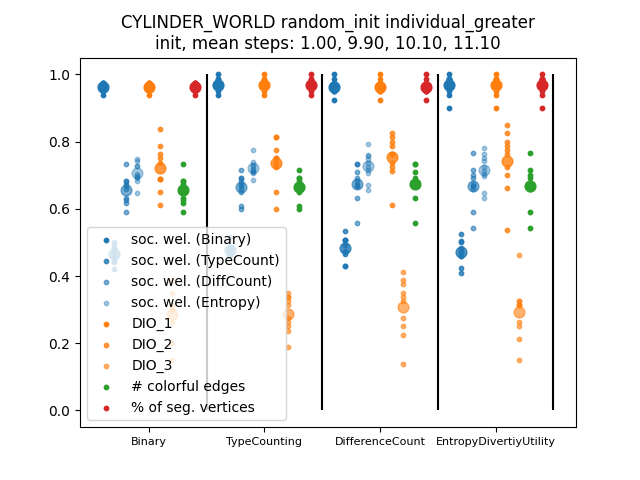 CYLINDER_WORLD random_init individual_greater
init, mean steps: 1.00, 9.90, 10.10, 11.10
1.0
0.8
0.6
0.4
0.2
0.0
soc. wel. (Binary)
soc. wel. (TypeCount)
soc. wel. (DiffCount)
soc. wel. (Entropy)
DIO_1
DIO_2
DIO_3
# colorful edges
% of seg. vertices
Binary
TypeCounting
DifferenceCount
EntropyDivertiyUtility